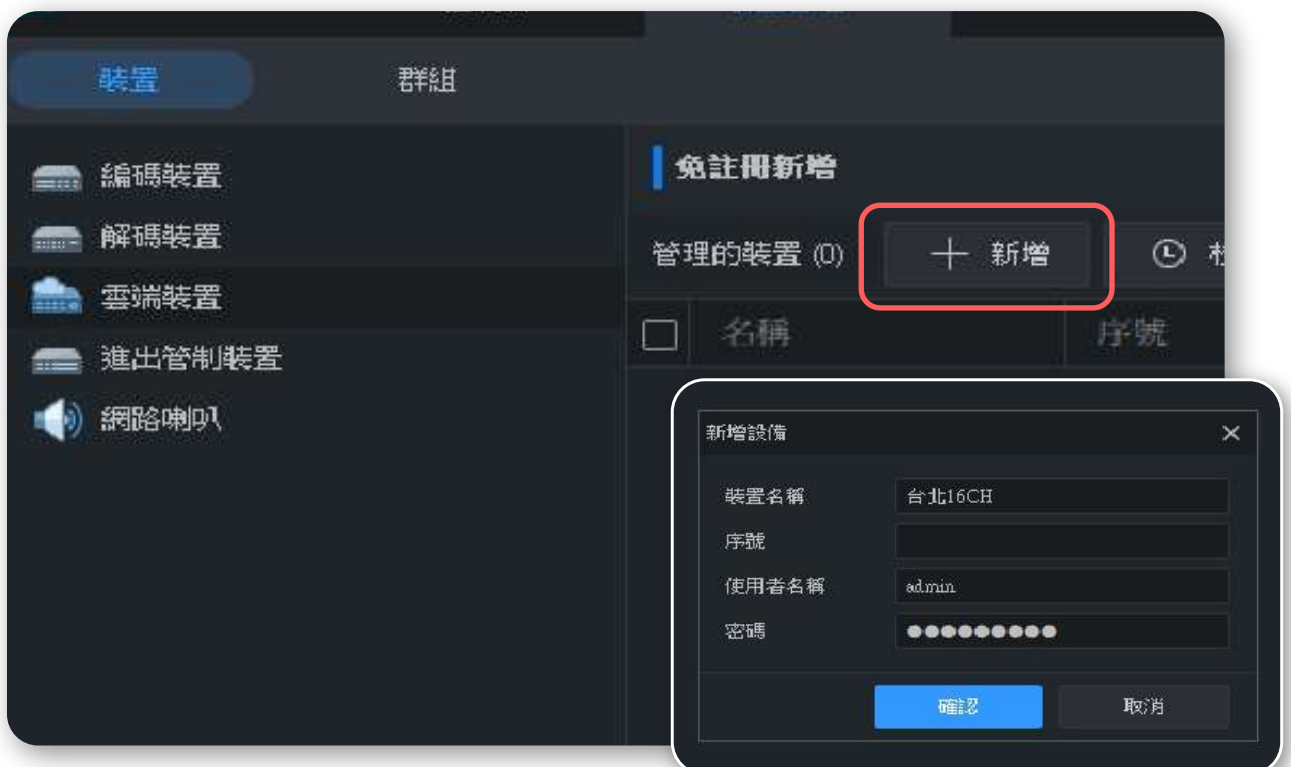 裝置
群組
編碼裝置
解碼裝置
雲端裝置
進出管制裝置
網路喇叭
免註冊新增
管理的裝置 (0)
新增
名稱
序號
新增設備
裝置名稱
台北16CH
序號
使用者名稱
admin
密碼
●●●●●●●●●
確認
取消